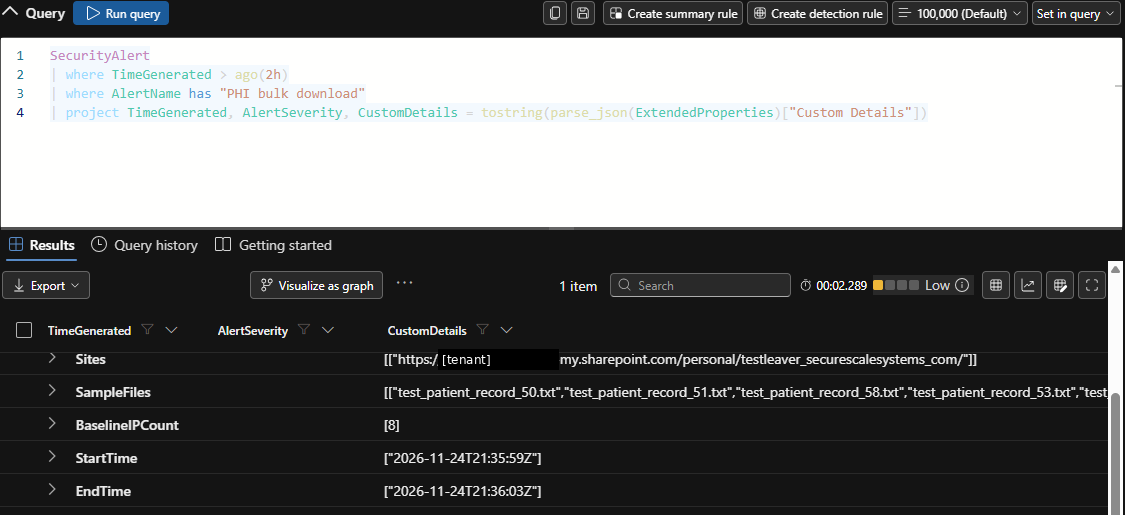 Query Run query Create summary rule Create detection rule 100,000 (Default) Set in query
1 SecurityAlert
2 | where TimeGenerated > ago(2h)
3 | where AlertName has "PHI bulk download"
4 | project TimeGenerated, AlertSeverity, CustomDetails = tostring(parse_json(ExtendedProperties)["Custom Details"])
Results Query history Getting started
Export Visualize as graph ... 1 item Search 00:02.289 Low
TimeGenerated AlertSeverity CustomDetails
Sites [["https:/ [tenant] my.sharepoint.com/personal/testleaver_securescalesystems_com/"]]
SampleFiles [["test_patient_record_50.txt","test_patient_record_51.txt","test_patient_record_58.txt","test_patient_record_53.txt","test_
BaselineIPCount [8]
StartTime ["2026-11-24T21:35:59Z"]
EndTime ["2026-11-24T21:36:03Z"]